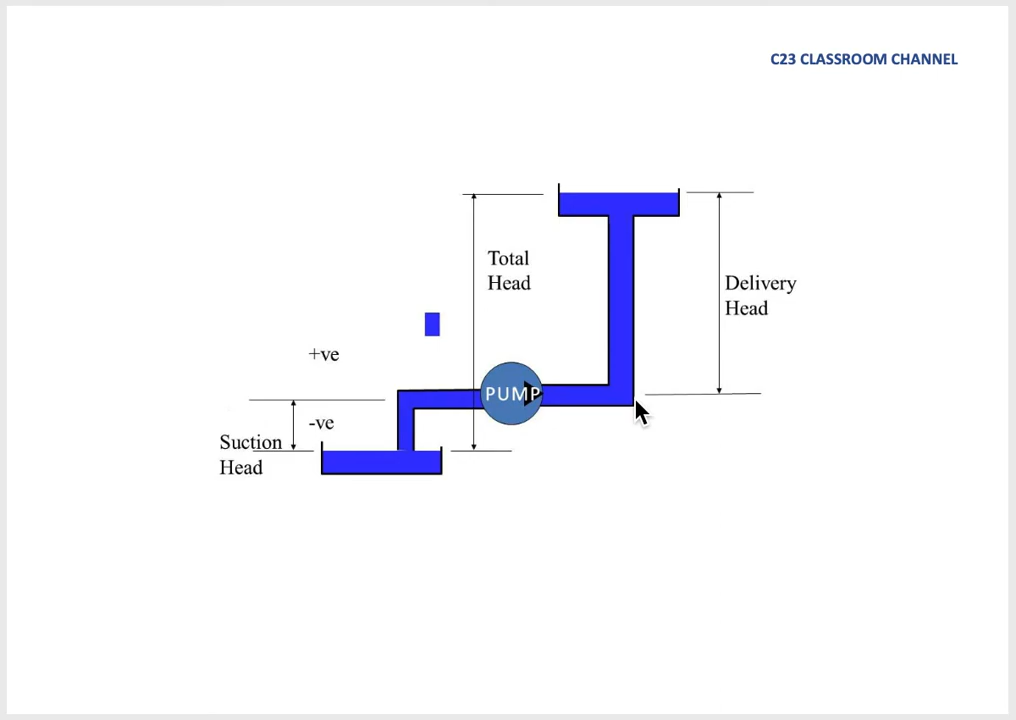 C23 CLASSROOM CHANNEL
Total
Head
Delivery
Head
+ve
PUMP
-ve
Suction
Head